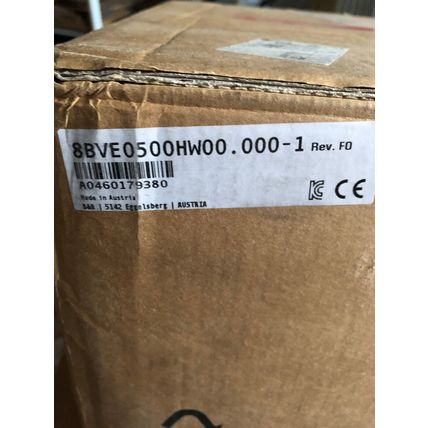 8BVE0500HW00.000-1 Rev. F0
A0460179380
Made in Austria
B&R | 5142 Eggelsberg | AUSTRIA
CE